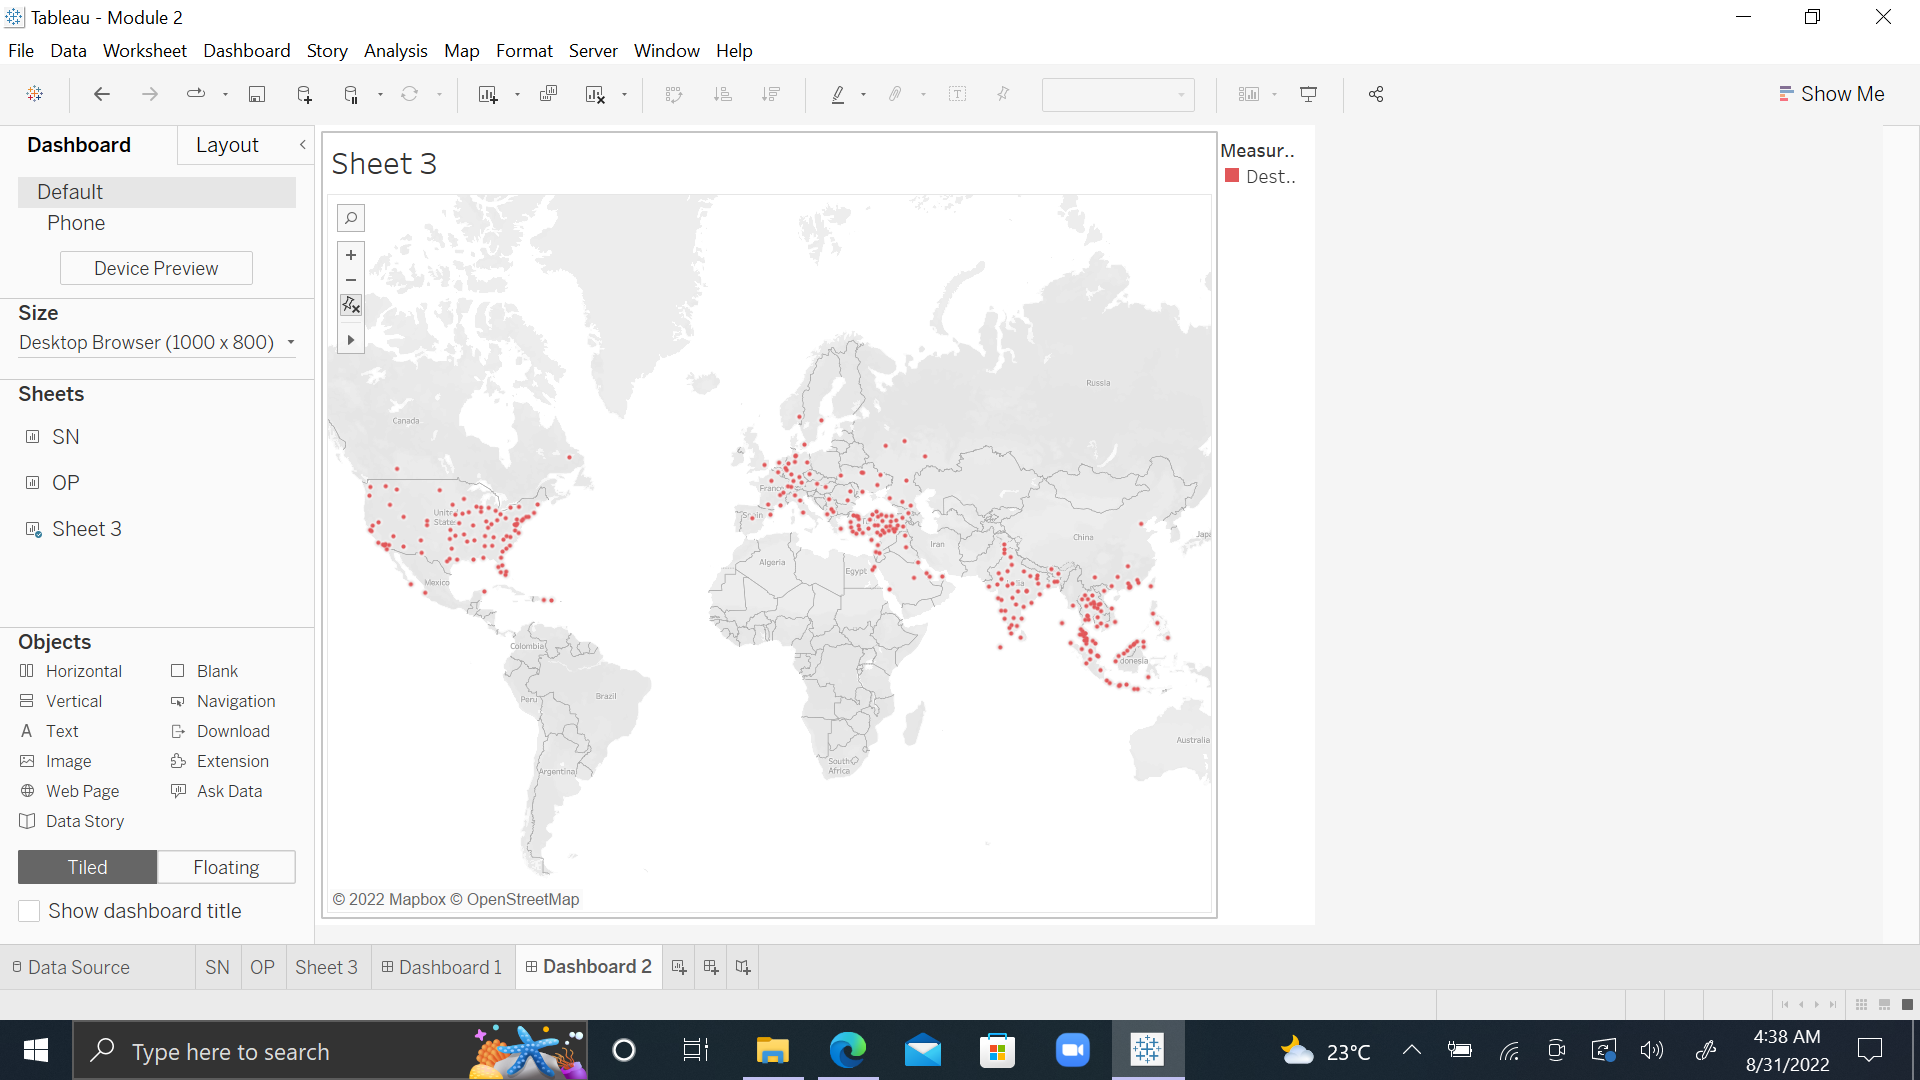 Tableau - Module 2
File Data Worksheet Dashboard Story Analysis Map Format Server Window Help
Show Me
Dashboard
Layout
Default
Phone
Device Preview
Size
Desktop Browser (1000 x 800)
Sheets
SN
OP
Sheet 3
Objects
Horizontal
Blank
Vertical
Navigation
Text
Download
Image
Extension
Web Page
Ask Data
Data Story
Tiled
Floating
Show dashboard title
Sheet 3
Measur..
Dest..
Russia
Canada
United
States
France
Spain
China
Iran
Algeria
Egypt
Mexico
Colombia
Peru
Brazil
Argentina
South
Africa
Australia
© 2022 Mapbox © OpenStreetMap
Data Source
SN
OP
Sheet 3
Dashboard 1
Dashboard 2
Type here to search
23°C
4:38 AM
8/31/2022